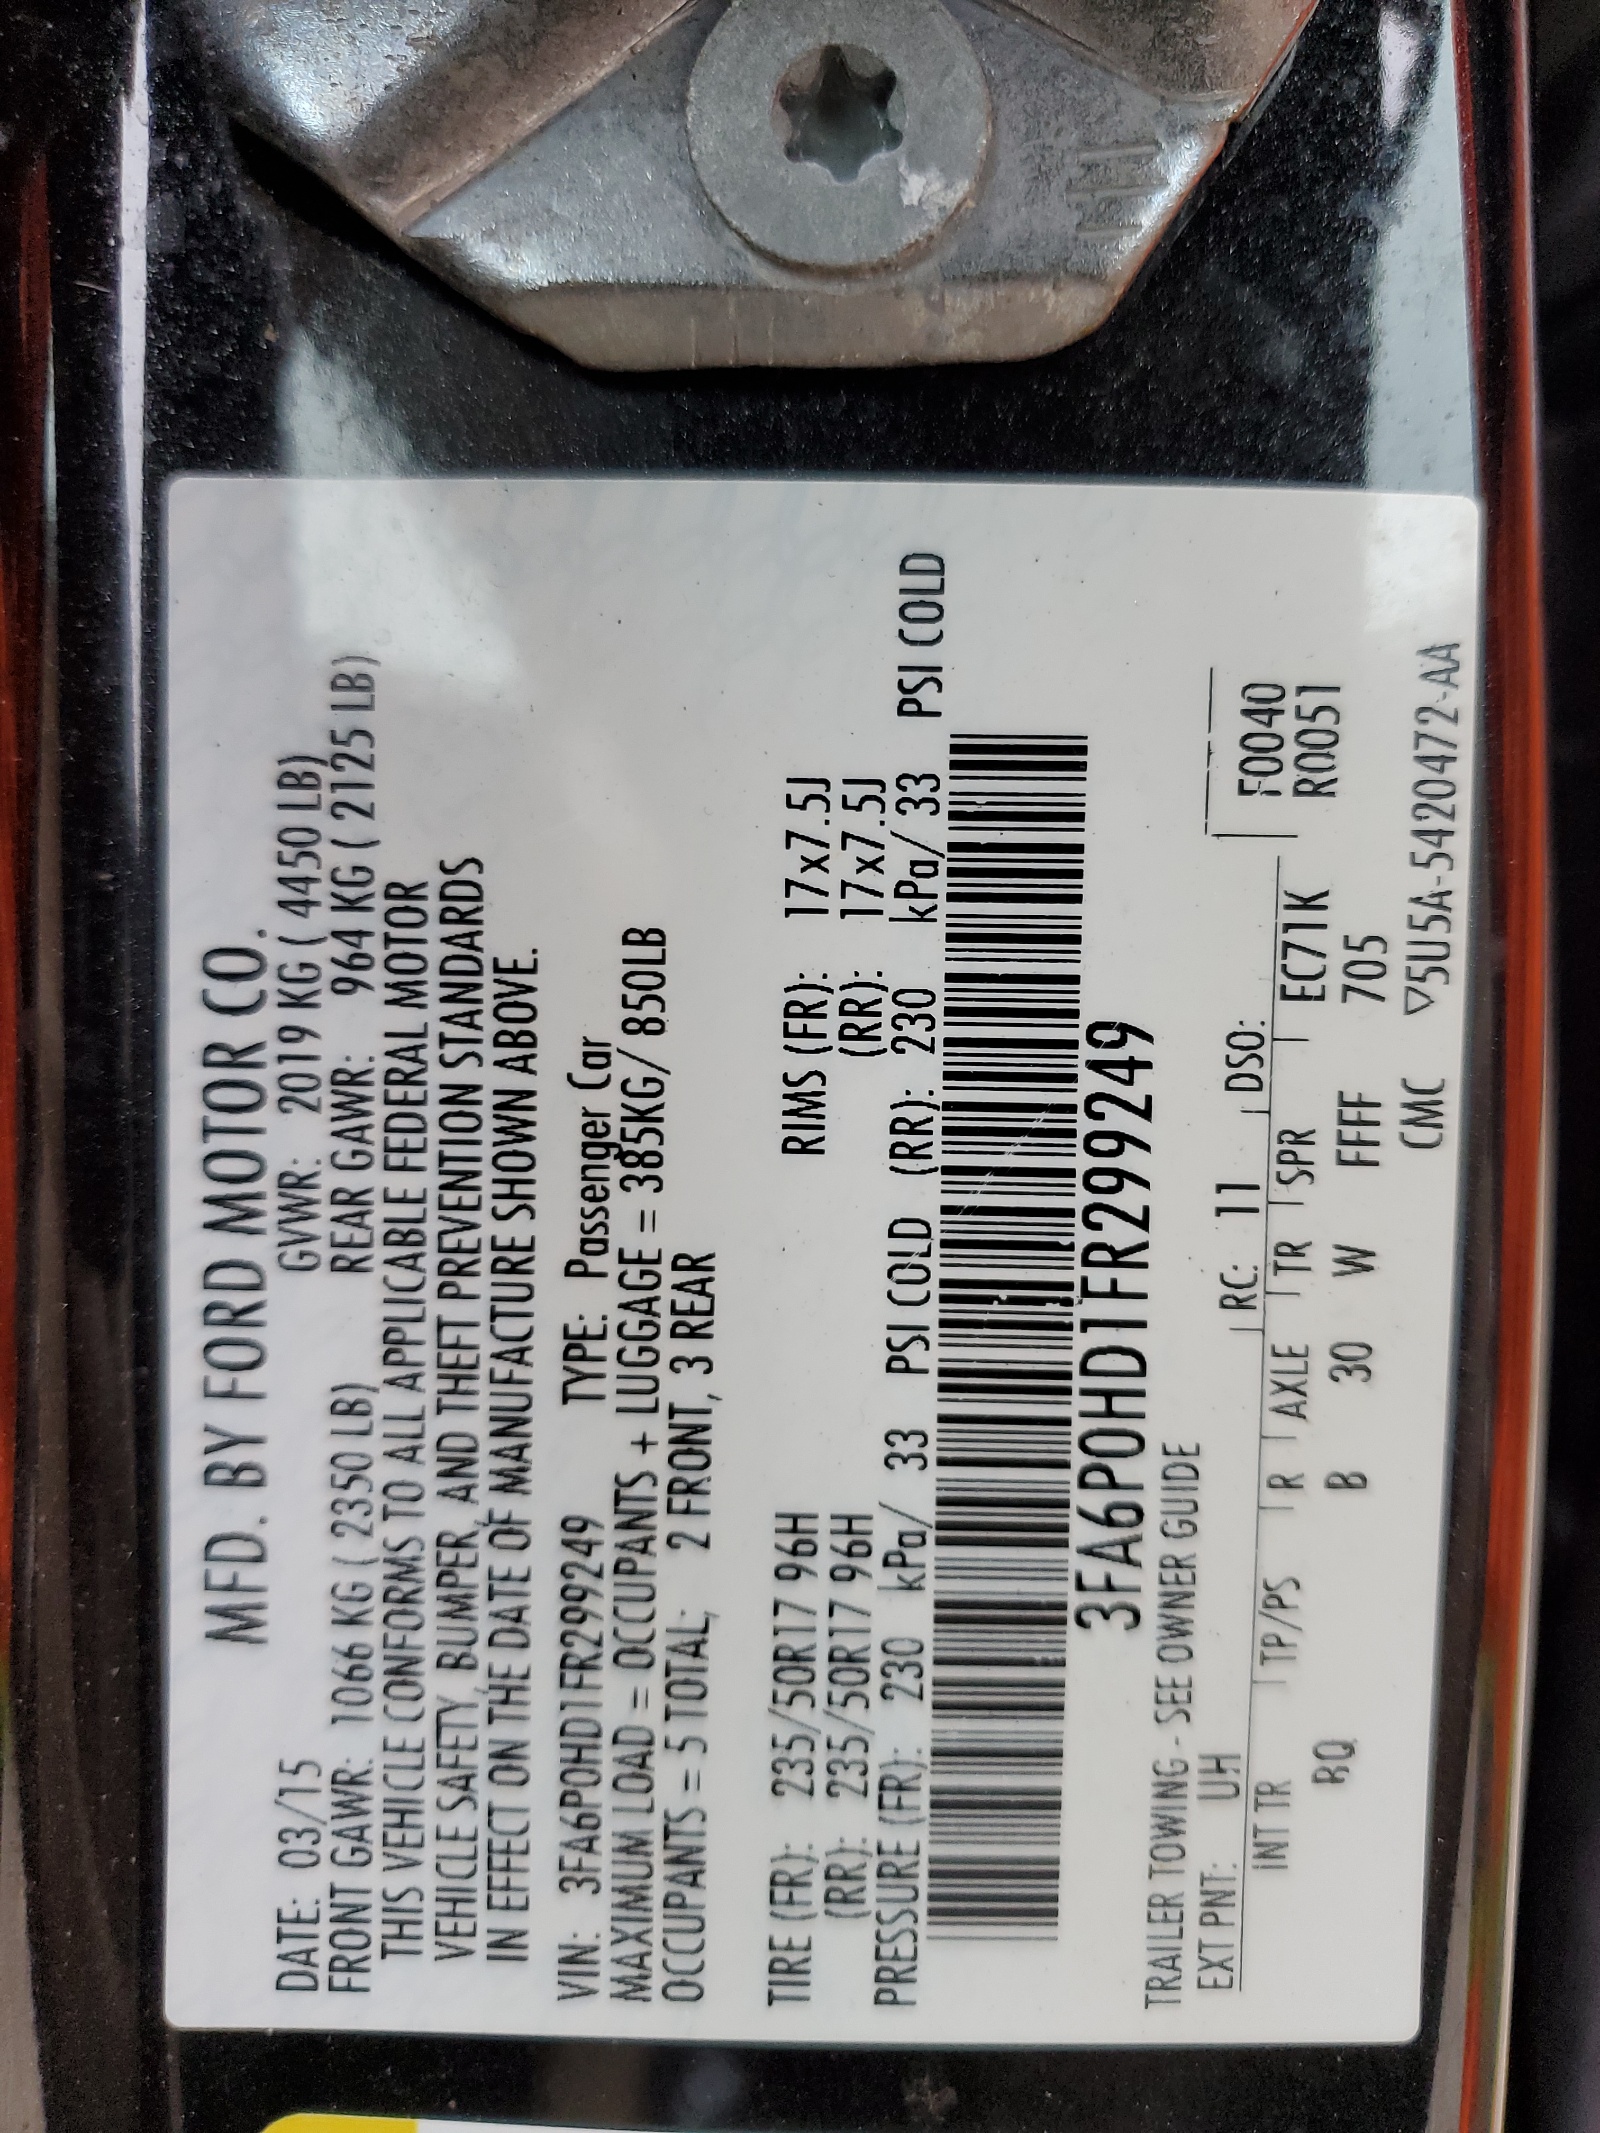 MFD. BY FORD MOTOR CO.
DATE: 03/15 GVWR: 2019 KG ( 4450 LB)
FRONT GAWR: 1066 KG ( 2350 LB) REAR GAWR: 964 KG ( 2125 LB)
THIS VEHICLE CONFORMS TO ALL APPLICABLE FEDERAL MOTOR
VEHICLE SAFETY, BUMPER, AND THEFT PREVENTION STANDARDS
IN EFFECT ON THE DATE OF MANUFACTURE SHOWN ABOVE.
VIN: 3FA6P0HD1FR299249 TYPE: Passenger Car
MAXIMUM LOAD = OCCUPANTS + LUGGAGE = 385KG/ 850LB
OCCUPANTS = 5 TOTAL; 2 FRONT, 3 REAR
TIRE (FR): 235/50R17 96H RIMS (FR): 17x7.5J
(RR): 235/50R17 96H (RR): 17x7.5J
PRESSURE (FR): 230 kPa/ 33 PSI COLD (RR): 230 kPa/ 33 PSI COLD
3FA6P0HD1FR299249
TRAILER TOWING - SEE OWNER GUIDE
EXT PNT: UH RC: 11 DSO:
INT TR TP/PS R AXLE TR SPR EC71K F0040
BQ B 30 W FFFF 705 R0051
CMC ▽5U5A-5420472-AA